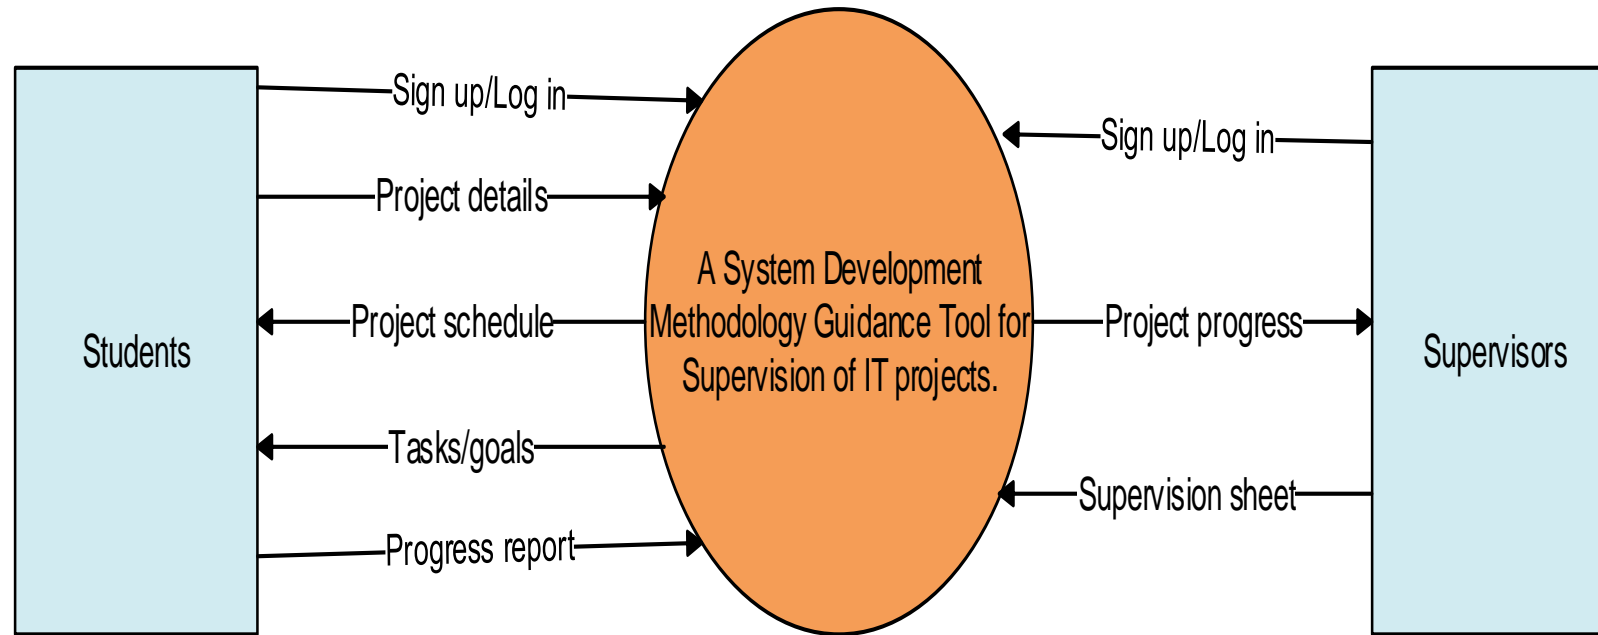 Students
Sign up/Log in
Project details
Project schedule
Tasks/goals
Progress report
A System Development
Methodology Guidance Tool for
Supervision of IT projects.
Sign up/Log in
Project progress
Supervision sheet
Supervisors